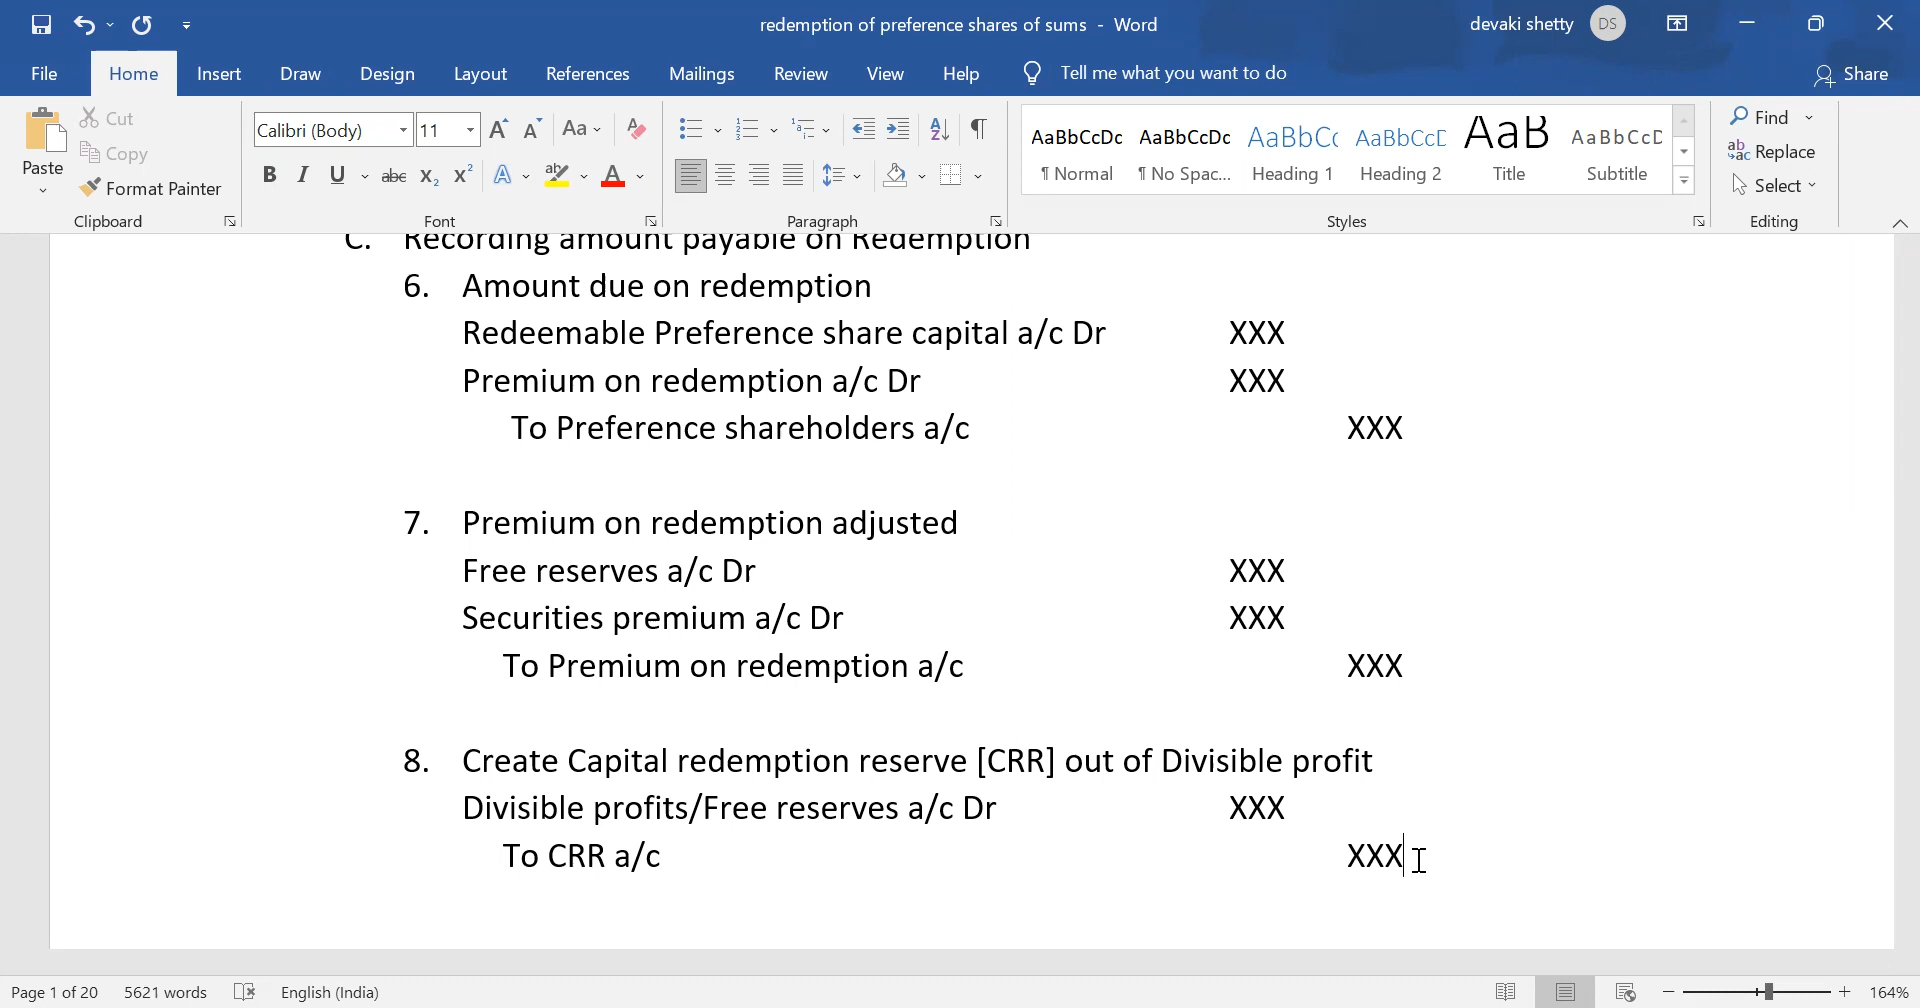 redemption of preference shares of sums - Word
devaki shetty DS
File Home Insert Draw Design Layout References Mailings Review View Help Tell me what you want to do Share
Paste
Cut
Copy
Format Painter
Clipboard
Calibri (Body) 11
Font
Paragraph
AaBbCcDc AaBbCcDc AaBbC AaBbCcD AaB AaBbCcD
¶ Normal ¶ No Spac... Heading 1 Heading 2 Title Subtitle
Styles
Find
Replace
Select
Editing
C. Recording amount payable on Redemption
6. Amount due on redemption
Redeemable Preference share capital a/c Dr XXX
Premium on redemption a/c Dr XXX
To Preference shareholders a/c XXX
7. Premium on redemption adjusted
Free reserves a/c Dr XXX
Securities premium a/c Dr XXX
To Premium on redemption a/c XXX
8. Create Capital redemption reserve [CRR] out of Divisible profit
Divisible profits/Free reserves a/c Dr XXX
To CRR a/c XXX
Page 1 of 20 5621 words English (India) 164%